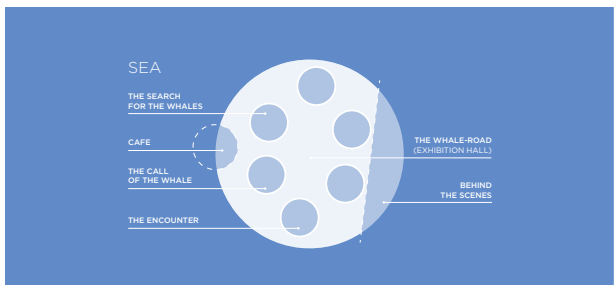 SEA
THE SEARCH
FOR THE WHALES
CAFE
THE CALL
OF THE WHALE
THE ENCOUNTER
THE WHALE-ROAD
(EXHIBITION HALL)
BEHIND
THE SCENES